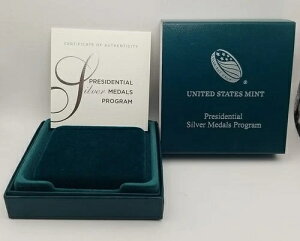 CERTIFICATE OF AUTHENTICITY
PRESIDENTIAL
Silver MEDALS
PROGRAM
UNITED STATES MINT
Presidential
Silver Medals Program